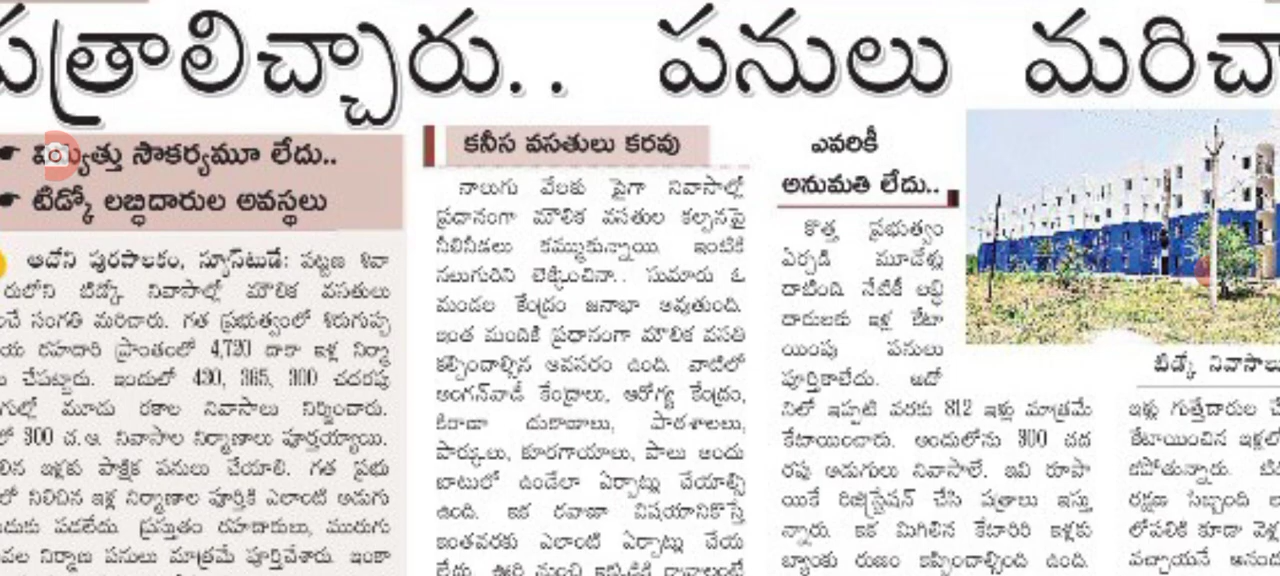 పత్రాలిచ్చారు.. పనులు మరిచా
విద్యుత్తు సౌకర్యమూ లేదు..
టిడ్కో లబ్ధిదారుల అవస్థలు
ఆదోని పురపాలకం, న్యూస్‌టుడే: పట్టణ శివా
రులోని టిడ్కో నివాసాల్లో మౌలిక వసతులు
సంగతి మరిచారు. గత ప్రభుత్వంలో శిరుగుప్ప
రహదారి ప్రాంతంలో 4,720 దాకా ఇళ్ల నిర్మా
చేపట్టారు. ఇందులో 430, 365, 300 చదరపు
మూడు రకాల నివాసాలు నిర్మించారు.
300 చ.అ. నివాసాల నిర్మాణాలు పూర్తయ్యాయి.
ఇళ్లకు పాక్షిక పనులు చేయాలి. గత ప్రభు
లో నిలిచిన ఇళ్ల నిర్మాణాల పూర్తికి ఎలాంటి అడుగు
పడలేదు. ప్రస్తుతం రహదారులు, మురుగు
నిర్మాణ పనులు మాత్రమే పూర్తిచేశారు. ఇంకా
కనీస వసతులు కరవు
నాలుగు వేలకు పైగా నివాసాల్లో
ప్రధానంగా మౌలిక వసతుల కల్పనపై
నీలినీడలు కమ్ముకున్నాయి. ఇంటికి
నలుగురిని లెక్కించినా.. సుమారు ఓ
మండల కేంద్రం జనాభా అవుతుంది.
ఇంత మందికి ప్రధానంగా మౌలిక వసతి
కల్పించాల్సిన అవసరం ఉంది. వాటిలో
అంగన్‌వాడీ కేంద్రాలు, ఆరోగ్య కేంద్రం,
కిరాణా దుకాణాలు, పాఠశాలలు,
పార్కులు, కూరగాయాలు, పాలు అందు
బాటులో ఉండేలా ఏర్పాట్లు చేయాల్సి
ఉంది. ఇక రవాణా విషయానికొస్తే
ఇంతవరకు ఎలాంటి ఏర్పాట్లు చేయ
లేదు. ఊరి నుంచి ఇక్కడికి రావాలంటే
ఎవరికీ
అనుమతి లేదు..
కొత్త ప్రభుత్వం
ఏర్పడి మూడేళ్లు
దాటింది. నేటికీ లబ్ధి
దారులకు ఇళ్ల కేటా
యింపు పనులు
పూర్తికాలేదు. ఆదో
నిలో ఇప్పటి వరకు 812 ఇళ్లు మాత్రమే
కేటాయించారు. అందులోను 300 చద
రపు అడుగులు నివాసాలే. ఇవి రూపా
యికే రిజిస్ట్రేషన్ చేసి పత్రాలు ఇస్తు
న్నారు. ఇక మిగిలిన కేటగిరి ఇళ్లకు
బ్యాంకు రుణం కల్పించాల్సింది ఉంది.
టిడ్కో నివాసాలు
ఇళ్లు గుత్తేదారుల
కేటాయించిన ఇళ్లలో
పోతున్నారు.
రక్షణ సిబ్బంది
లోపలికి కూడా
వచ్చాయనే